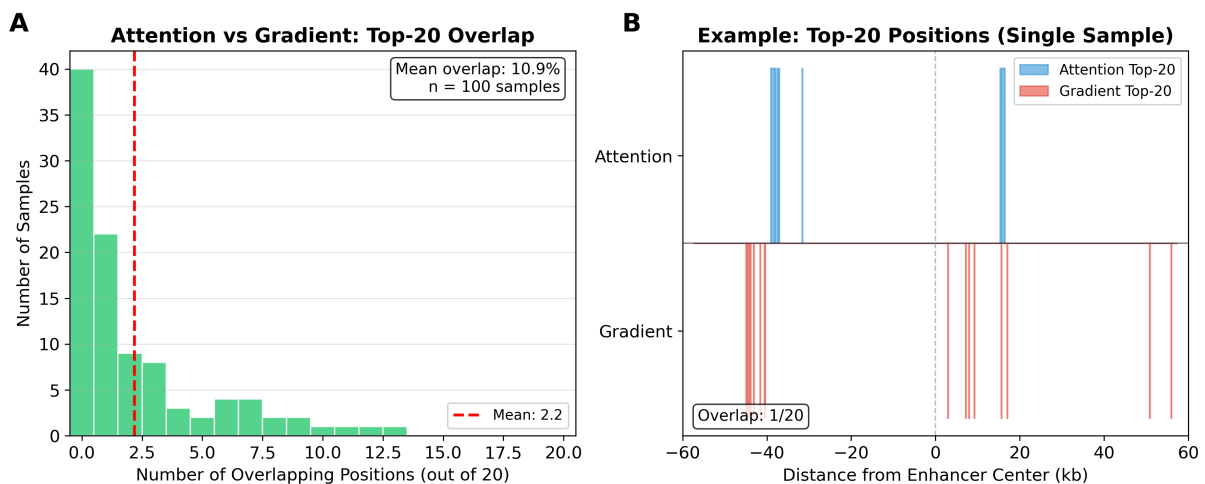 A
Attention vs Gradient: Top-20 Overlap
Mean overlap: 10.9%
n = 100 samples
40
35
30
25
20
15
10
5
0
Number of Samples
Mean: 2.2
0.0 2.5 5.0 7.5 10.0 12.5 15.0 17.5 20.0
Number of Overlapping Positions (out of 20)
B
Example: Top-20 Positions (Single Sample)
Attention Top-20
Gradient Top-20
Attention
Gradient
Overlap: 1/20
−60 −40 −20 0 20 40 60
Distance from Enhancer Center (kb)